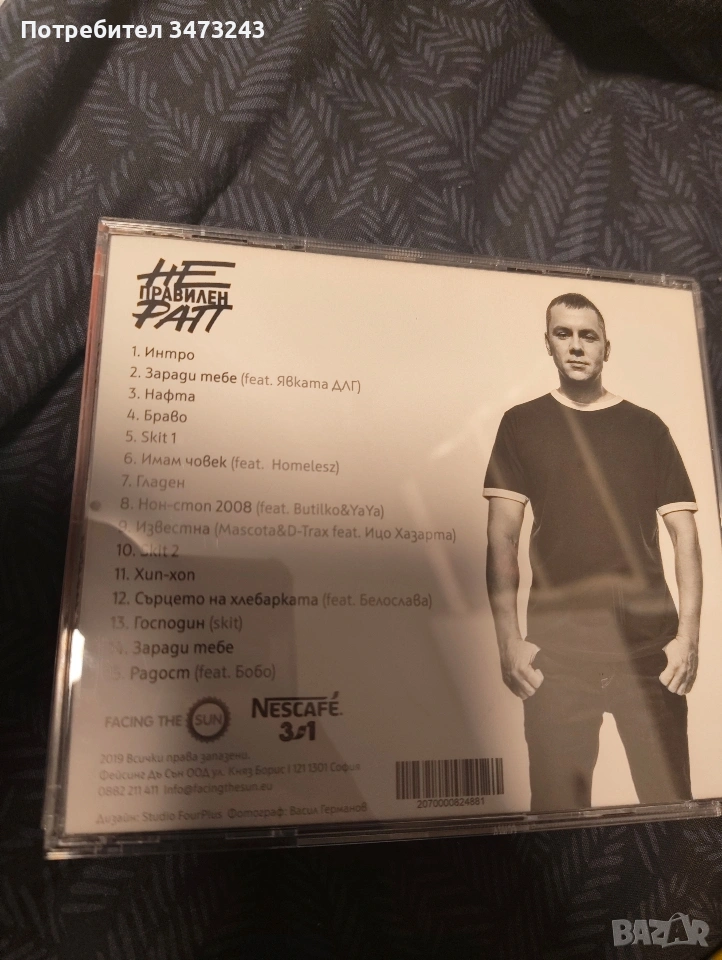 Потребител 3473243
НЕ
ПРАВИЛЕН
РАП
1. Интро
2. Заради тебе (feat. Явката ДЛГ)
3. Нафта
4. Браво
5. Skit 1
6. Имам човек (feat. Homelesz)
7. Гладен
8. Нон-стоп 2008 (feat. Butilko&YaYa)
9. Известна (Mascota&D-Trax feat. Ицо Хазарта)
10. Skit 2
11. Хип-хоп
12. Сърцето на хлебарката (feat. Белослава)
13. Господин (skit)
14. Заради тебе
15. Радост (feat. Бобо)
FACING THE SUN
NESCAFÉ
3в1
2019 Всички права запазени.
Фейсинг Дъ Сън ООД ул. Княз Борис I 121 1301 София
0882 211 411 info@facingthesun.eu
2070000824881
Дизайн: Studio FourPlus Фотограф: Васил Германов
BAZAR